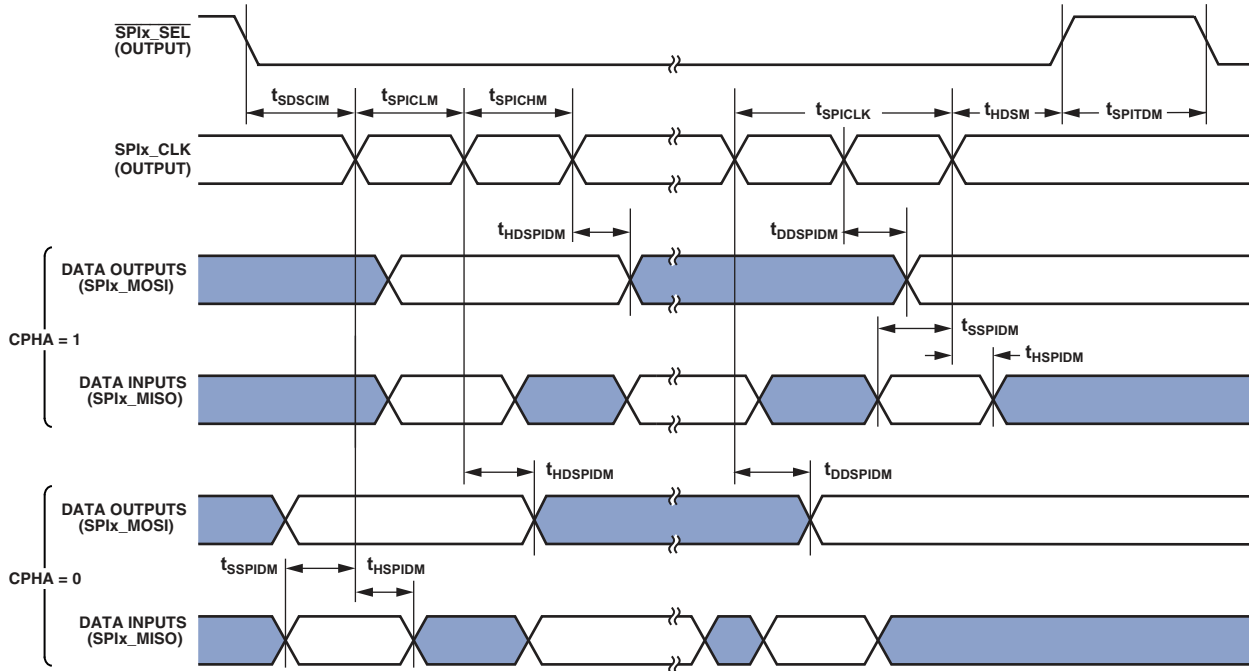 SPIx_SEL
(OUTPUT)
tSDSCIM
tSPICLM
tSPICHM
tSPICLK
tHDSM
tSPITDM
SPIx_CLK
(OUTPUT)
tHDSPIDM
tDDSPIDM
DATA OUTPUTS
(SPIx_MOSI)
CPHA = 1
tSSPIDM
tHSPIDM
DATA INPUTS
(SPIx_MISO)
tHDSPIDM
tDDSPIDM
DATA OUTPUTS
(SPIx_MOSI)
CPHA = 0
tSSPIDM
tHSPIDM
DATA INPUTS
(SPIx_MISO)